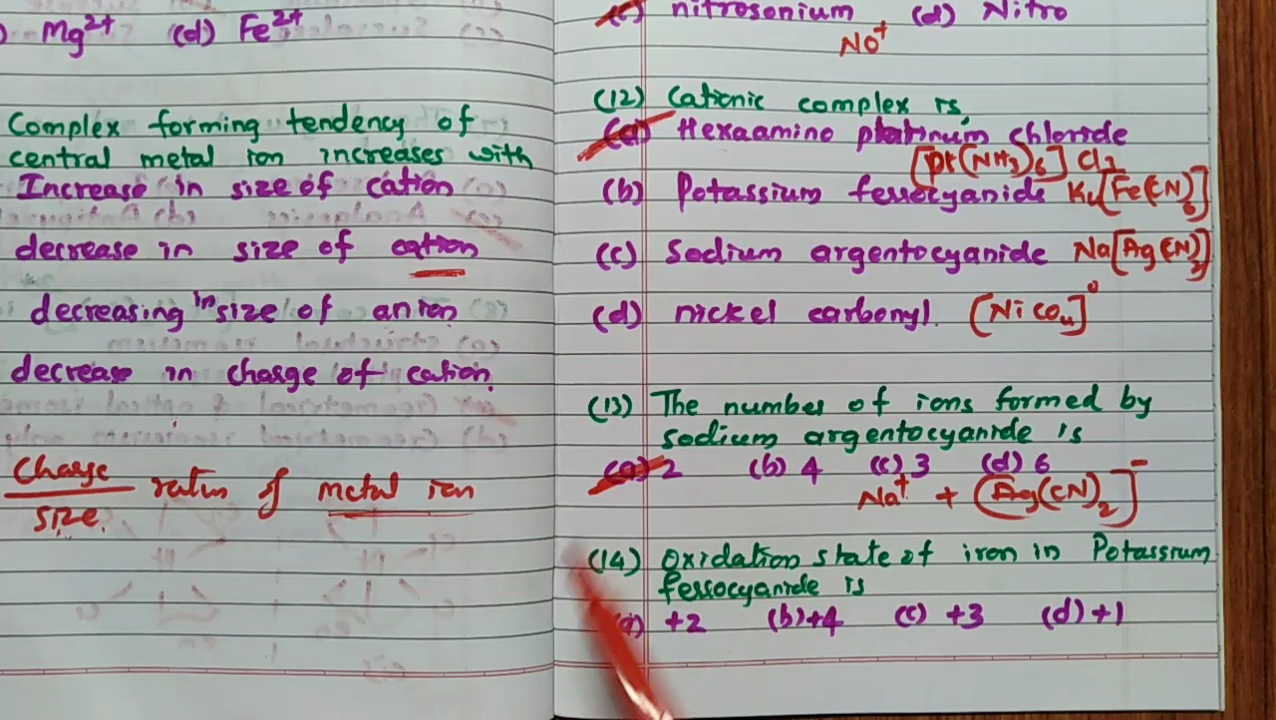 Mg²⁺ (d) Fe²⁺
Complex forming tendency of
central metal ion increases with
Increase in size of cation
decrease in size of cation
decreasing in size of anion
decrease in charge of cation.
Charge ratio of metal ion
size.
(c) nitrosonium (d) Nitro
NO⁺
(12) Cationic complex is,
(a) Hexaamino platinum chloride
[Pt(NH₃)₆]Cl₂
(b) Potassium ferrocyanide K₄[Fe(CN)₆]
(c) Sodium argentocyanide Na[Ag(CN)₂]
(d) nickel carbonyl. [Ni CO₄]⁰
(13) The number of ions formed by
sodium argentocyanide is
(a) 2 (b) 4 (c) 3 (d) 6
Na⁺ + [Ag(CN)₂]⁻
(14) Oxidation state of iron in Potassium
ferrocyanide is
(a) +2 (b) +4 (c) +3 (d) +1